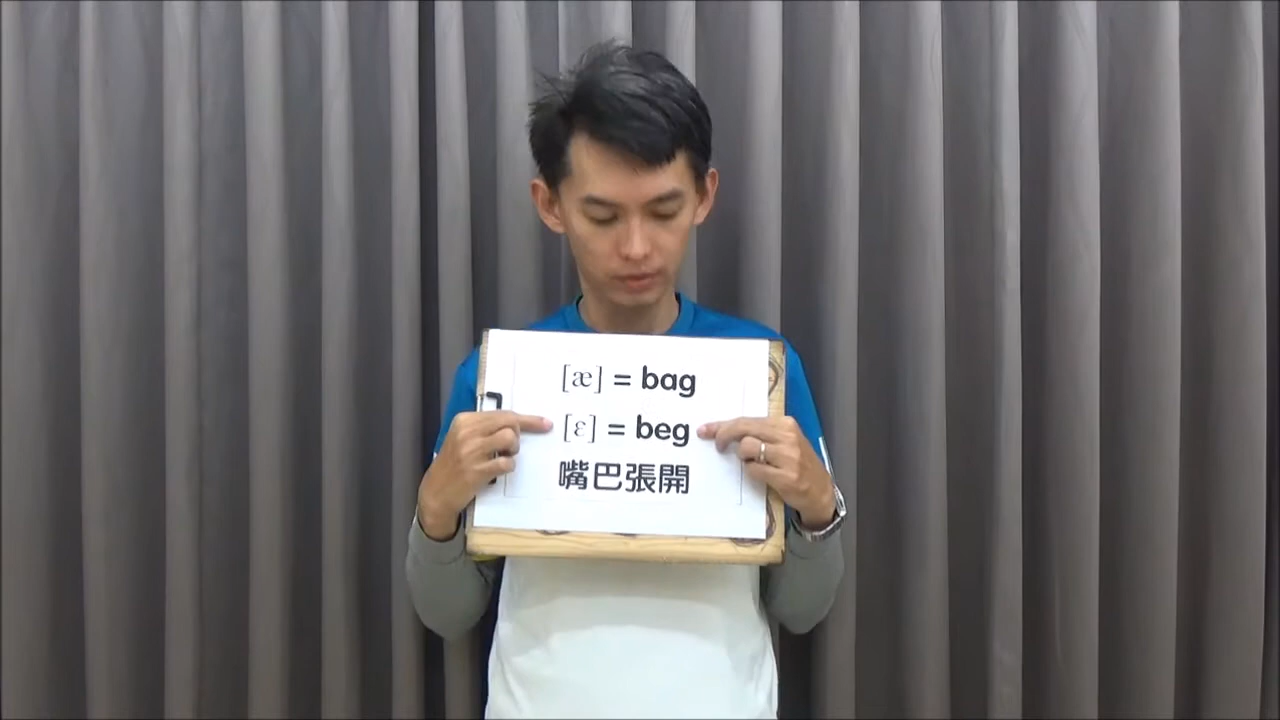 [æ] = bag
[ɛ] = beg
嘴巴張開